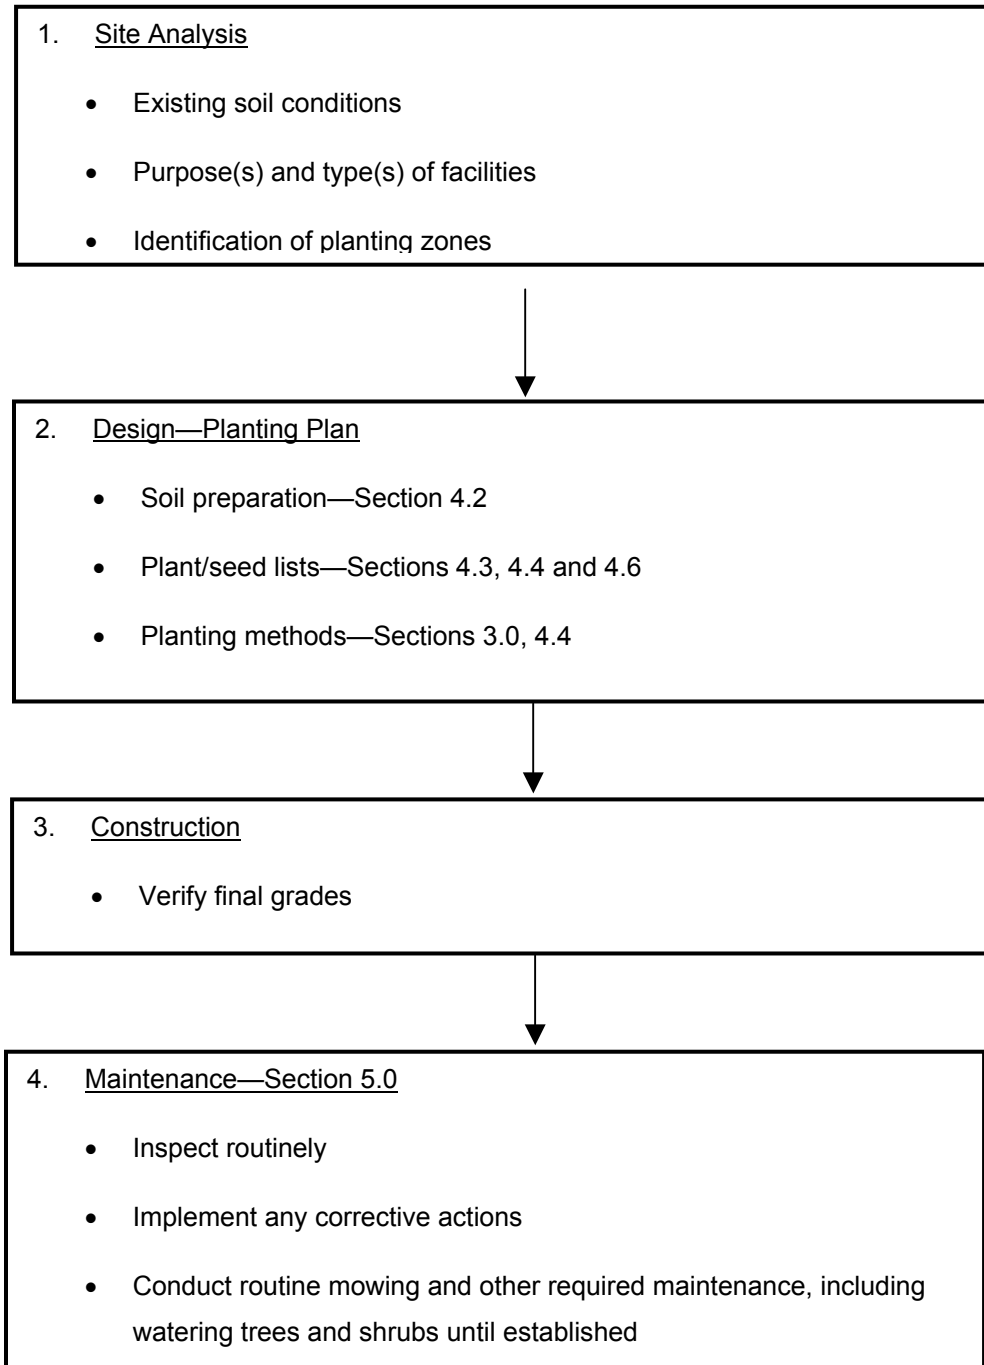 1. Site Analysis
• Existing soil conditions
• Purpose(s) and type(s) of facilities
• Identification of planting zones
2. Design—Planting Plan
• Soil preparation—Section 4.2
• Plant/seed lists—Sections 4.3, 4.4 and 4.6
• Planting methods—Sections 3.0, 4.4
3. Construction
• Verify final grades
4. Maintenance—Section 5.0
• Inspect routinely
• Implement any corrective actions
• Conduct routine mowing and other required maintenance, including
watering trees and shrubs until established